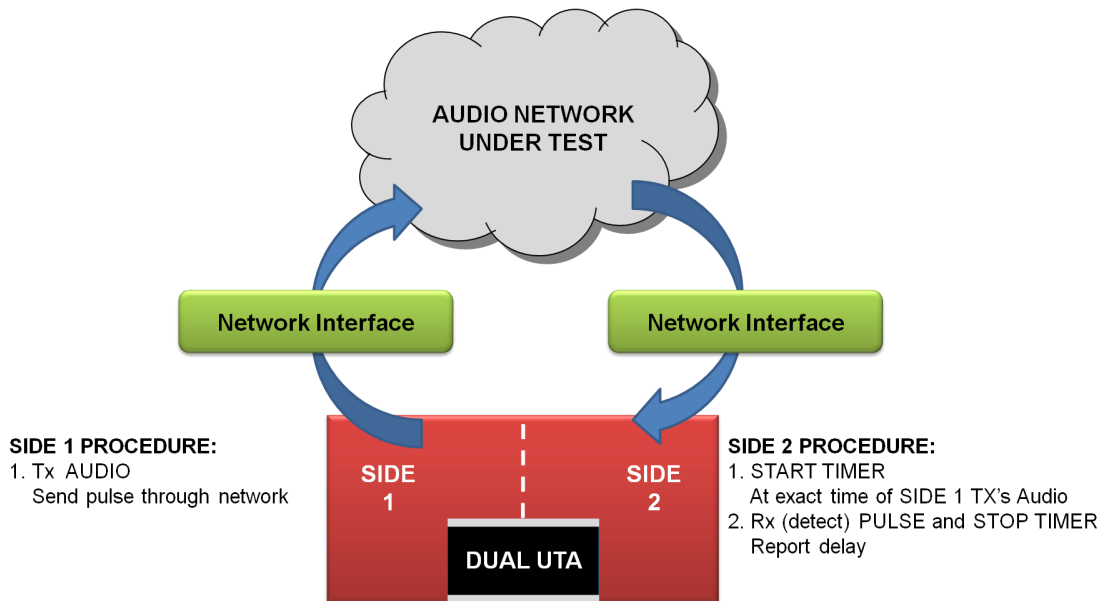 AUDIO NETWORK
UNDER TEST
Network Interface
Network Interface
SIDE 1 PROCEDURE:
1. Tx AUDIO
Send pulse through network
SIDE
1
SIDE
2
DUAL UTA
SIDE 2 PROCEDURE:
1. START TIMER
At exact time of SIDE 1 TX's Audio
2. Rx (detect) PULSE and STOP TIMER
Report delay